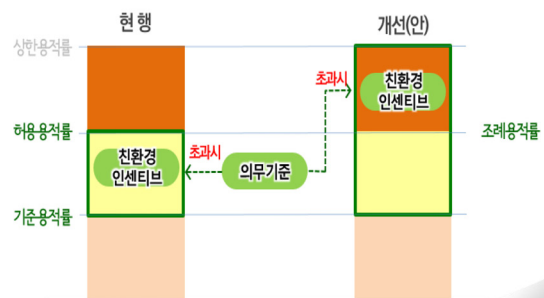 현 행
개선(안)
상한용적률
초과시
친환경
인센티브
허용용적률
조례용적률
초과시
친환경
인센티브
의무기준
기준용적률